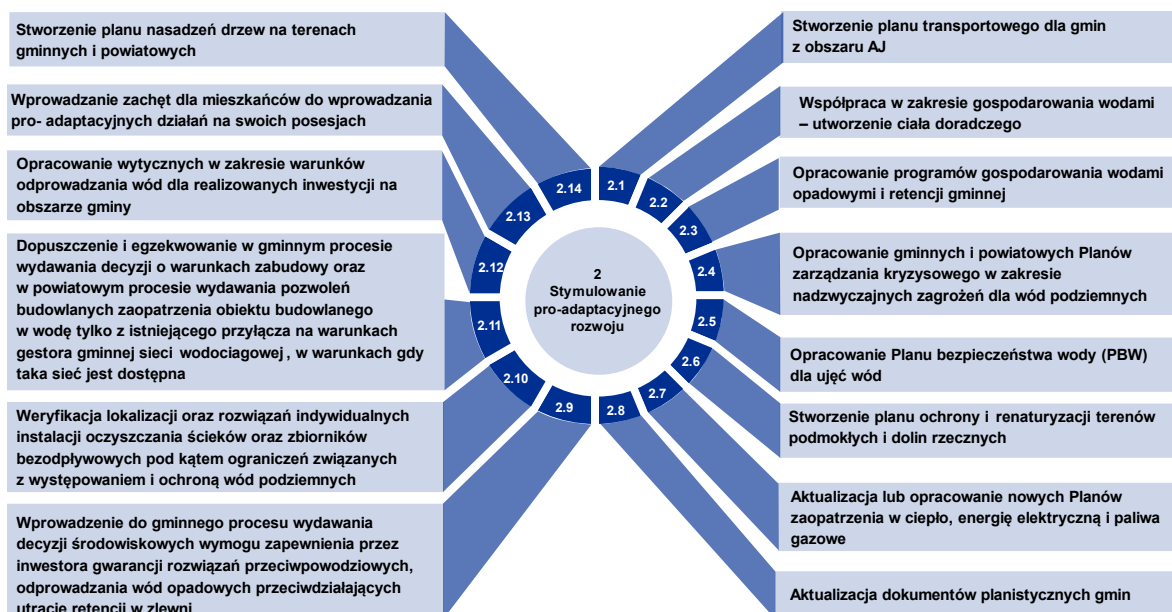 Stworzenie planu nasadzeń drzew na terenach
gminnych i powiatowych
Wprowadzanie zachęt dla mieszkańców do wprowadzania
pro- adaptacyjnych działań na swoich posesjach
Opracowanie wytycznych w zakresie warunków
odprowadzania wód dla realizowanych inwestycji na
obszarze gminy
Dopuszczenie i egzekwowanie w gminnym procesie
wydawania decyzji o warunkach zabudowy oraz
w powiatowym procesie wydawania pozwoleń
budowlanych zaopatrzenia obiektu budowlanego
w wodę tylko z istniejącego przyłącza na warunkach
gestora gminnej sieci wodociagowej , w warunkach gdy
taka sieć jest dostępna
Weryfikacja lokalizacji oraz rozwiązań indywidualnych
instalacji oczyszczania ścieków oraz zbiorników
bezodpływowych pod kątem ograniczeń związanych
z występowaniem i ochroną wód podziemnych
Wprowadzenie do gminnego procesu wydawania
decyzji środowiskowych wymogu zapewnienia przez
inwestora gwarancji rozwiązań przeciwpowodziowych,
odprowadzania wód opadowych przeciwdziałających
utracie retencji w zlewni
2.14
2.13
2.12
2.11
2.10
2.9
2
Stymulowanie
pro-adaptacyjnego
rozwoju
2.1
2.2
2.3
2.4
2.5
2.6
2.7
2.8
Stworzenie planu transportowego dla gmin
z obszaru AJ
Współpraca w zakresie gospodarowania wodami
– utworzenie ciała doradczego
Opracowanie programów gospodarowania wodami
opadowymi i retencji gminnej
Opracowanie gminnych i powiatowych Planów
zarządzania kryzysowego w zakresie
nadzwyczajnych zagrożeń dla wód podziemnych
Opracowanie Planu bezpieczeństwa wody (PBW)
dla ujęć wód
Stworzenie planu ochrony i renaturyzacji terenów
podmokłych i dolin rzecznych
Aktualizacja lub opracowanie nowych Planów
zaopatrzenia w ciepło, energię elektryczną i paliwa
gazowe
Aktualizacja dokumentów planistycznych gmin